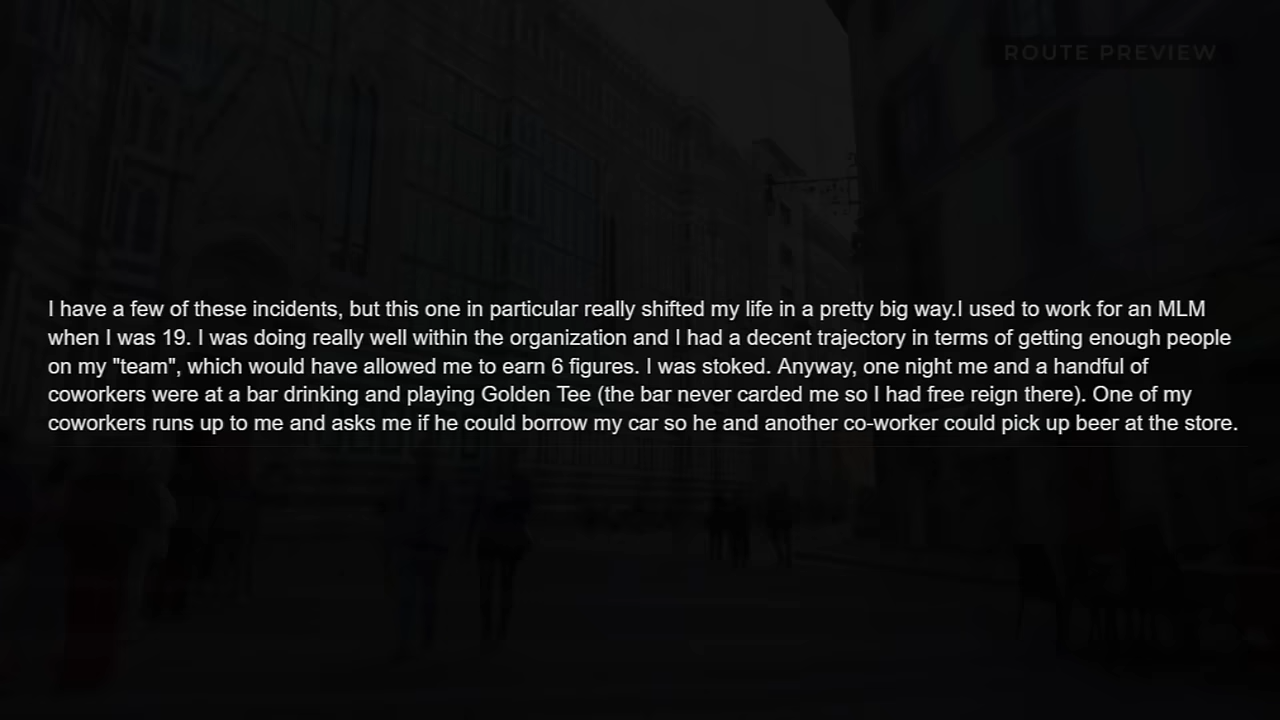 ROUTE PREVIEW
I have a few of these incidents, but this one in particular really shifted my life in a pretty big way.I used to work for an MLM
when I was 19. I was doing really well within the organization and I had a decent trajectory in terms of getting enough people
on my "team", which would have allowed me to earn 6 figures. I was stoked. Anyway, one night me and a handful of
coworkers were at a bar drinking and playing Golden Tee (the bar never carded me so I had free reign there). One of my
coworkers runs up to me and asks me if he could borrow my car so he and another co-worker could pick up beer at the store.